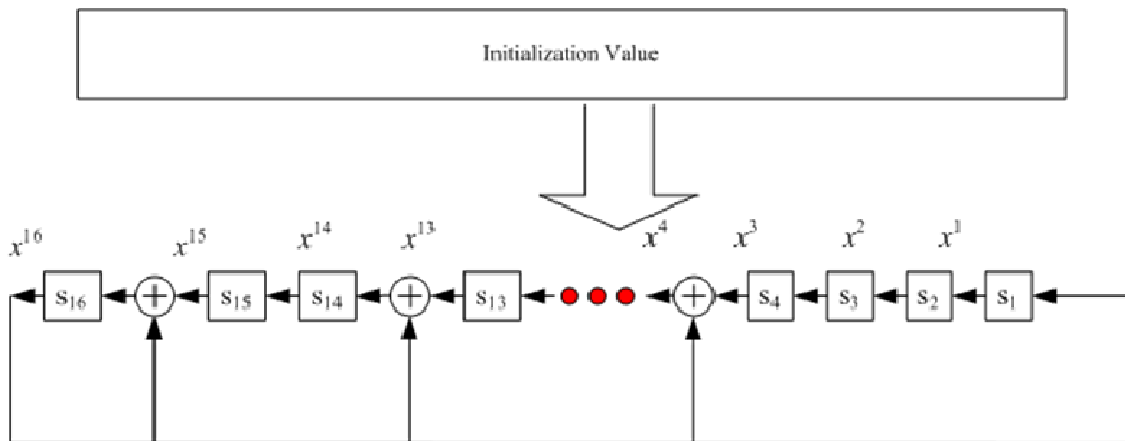 Initialization Value
x¹⁶ x¹⁵ x¹⁴ x¹³ x⁴ x³ x² x¹
S₁₆ S₁₅ S₁₄ S₁₃ S₄ S₃ S₂ S₁